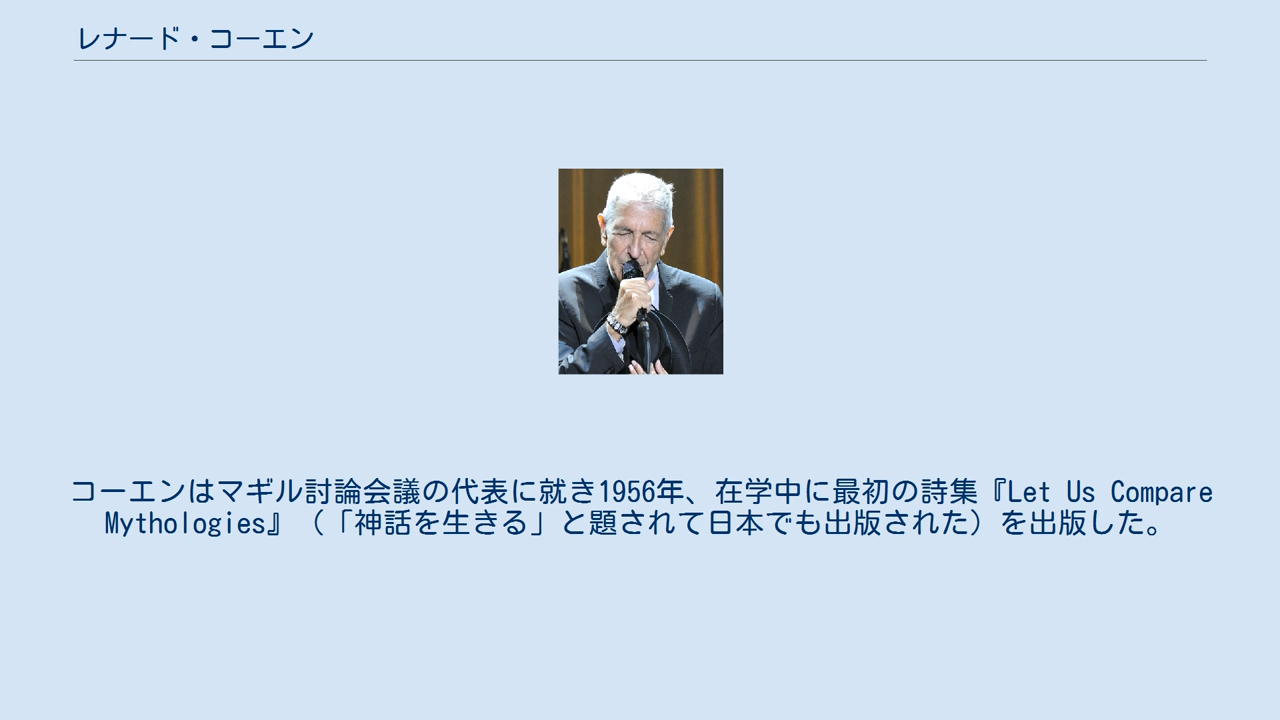 レナード・コーエン
コーエンはマギル討論会議の代表に就き1956年、在学中に最初の詩集『Let Us Compare
Mythologies』（「神話を生きる」と題されて日本でも出版された）を出版した。